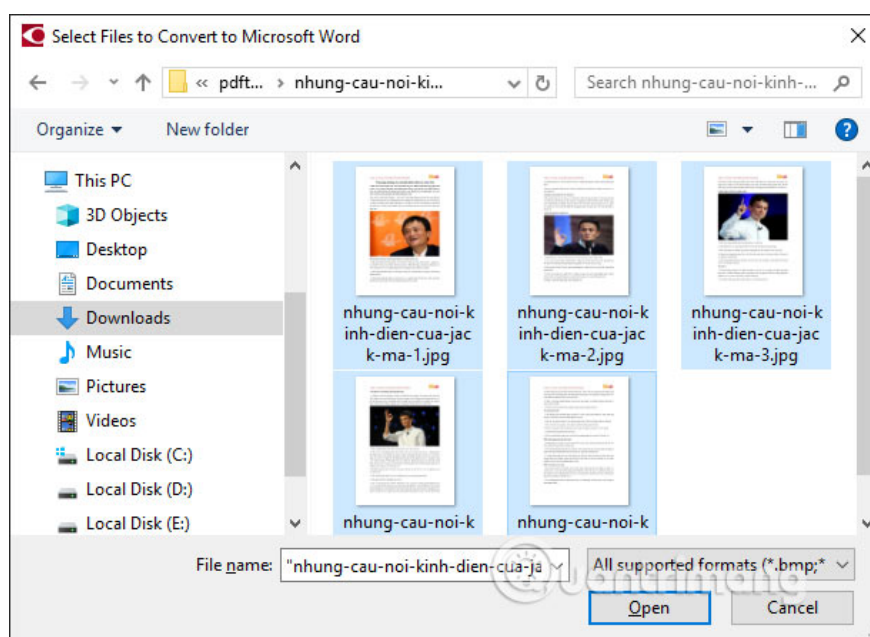 Select Files to Convert to Microsoft Word
« pdft... › nhung-cau-noi-ki...
Search nhung-cau-noi-kinh-...
Organize
New folder
This PC
3D Objects
Desktop
Documents
Downloads
Music
Pictures
Videos
Local Disk (C:)
Local Disk (D:)
Local Disk (E:)
nhung-cau-noi-k
inh-dien-cua-jac
k-ma-1.jpg
nhung-cau-noi-k
inh-dien-cua-jac
k-ma-2.jpg
nhung-cau-noi-k
inh-dien-cua-jac
k-ma-3.jpg
nhung-cau-noi-k
nhung-cau-noi-k
File name:
"nhung-cau-noi-kinh-dien-cua-ja
All supported formats (*.bmp;*
Quantrimang
Open
Cancel